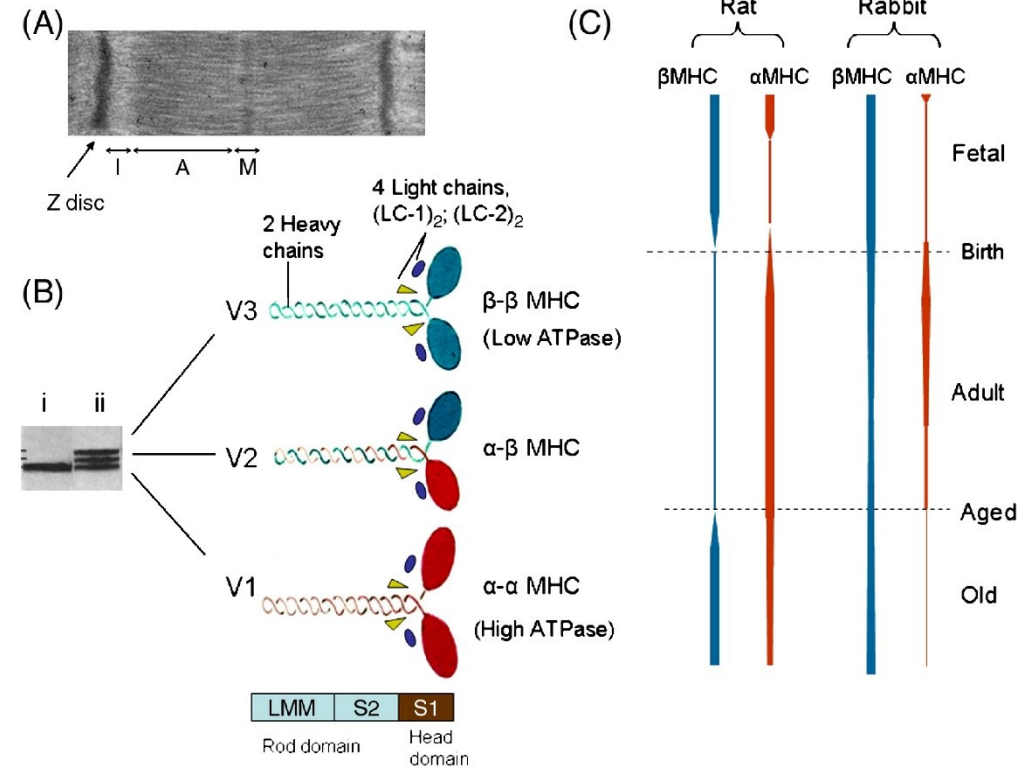 (A)
I
A
M
Z disc
(B)
i
ii
2 Heavy
chains
4 Light chains,
(LC-1)₂; (LC-2)₂
V3
β-β MHC
(Low ATPase)
V2
α-β MHC
V1
α-α MHC
(High ATPase)
LMM
S2
S1
Rod domain
Head
domain
(C)
Rat
Rabbit
βMHC
αMHC
βMHC
αMHC
Fetal
Birth
Adult
Aged
Old